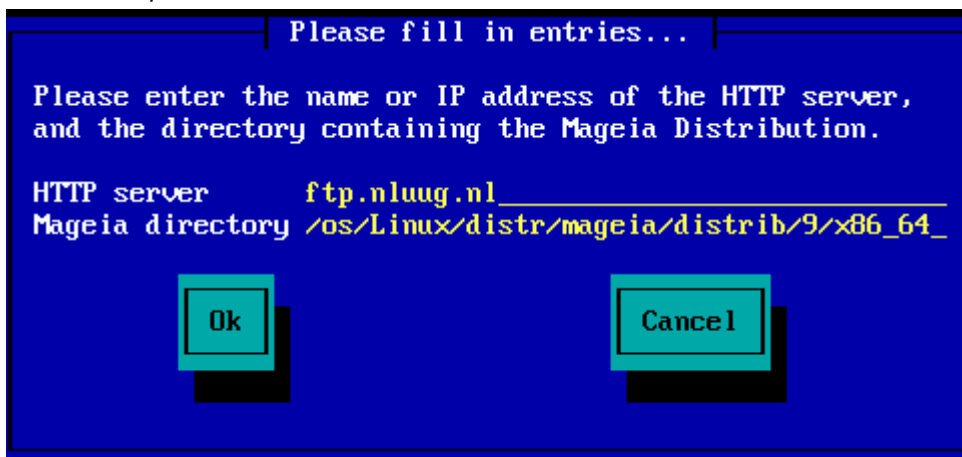 Please fill in entries...
Please enter the name or IP address of the HTTP server,
and the directory containing the Mageia Distribution.
HTTP server ftp.nluug.nl
Mageia directory /os/Linux/distr/mageia/distrib/9/x86_64_
Ok Cancel